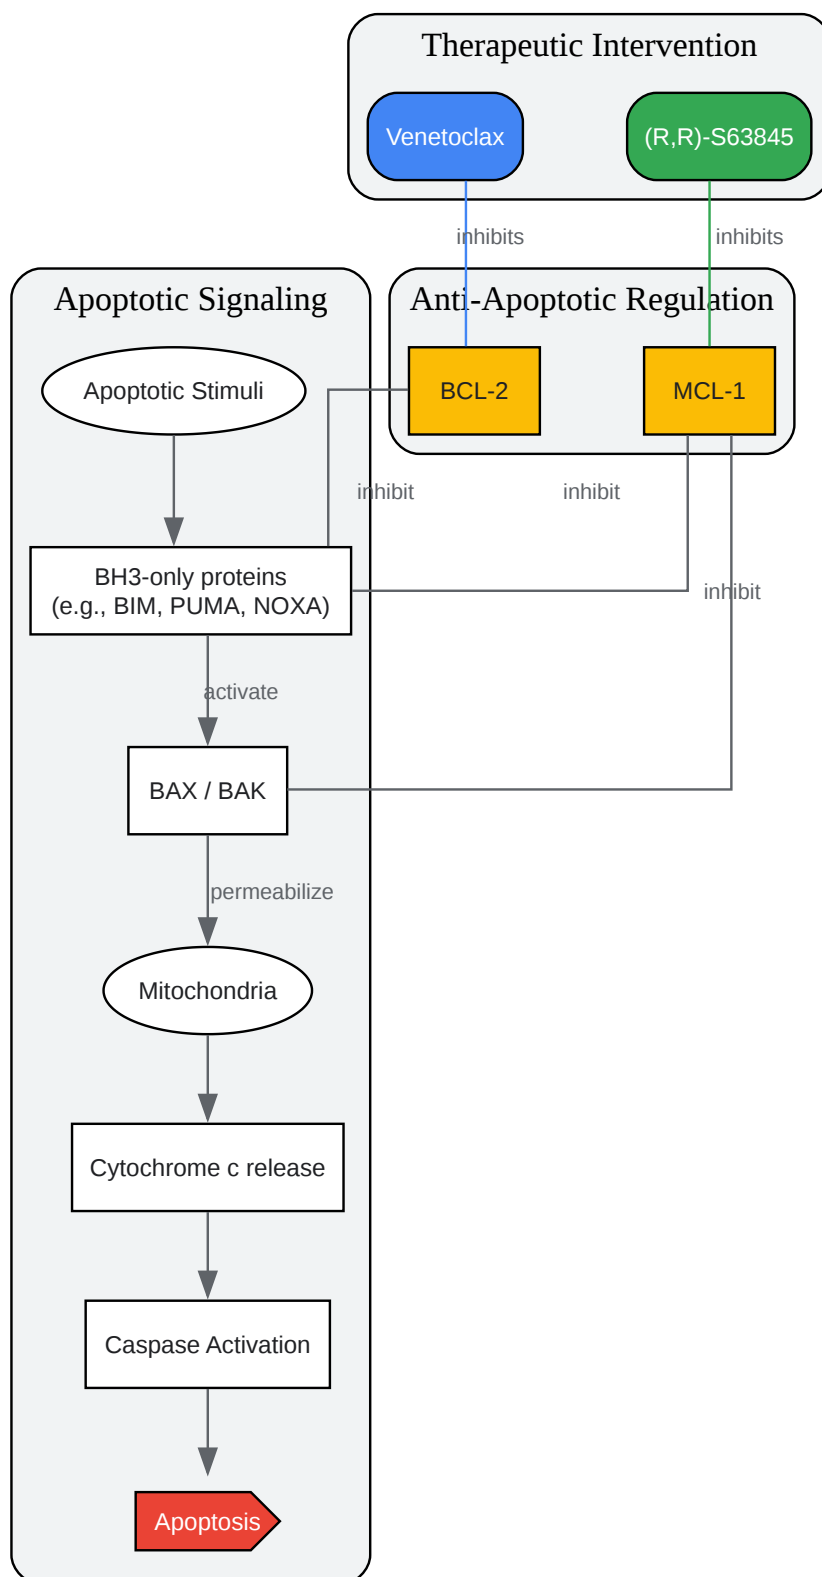 Therapeutic Intervention
Venetoclax
(R,R)-S63845
inhibits
inhibits
Apoptotic Signaling
Anti-Apoptotic Regulation
Apoptotic Stimuli
BCL-2
MCL-1
inhibit
inhibit
BH3-only proteins
(e.g., BIM, PUMA, NOXA)
inhibit
activate
BAX / BAK
permeabilize
Mitochondria
Cytochrome c release
Caspase Activation
Apoptosis